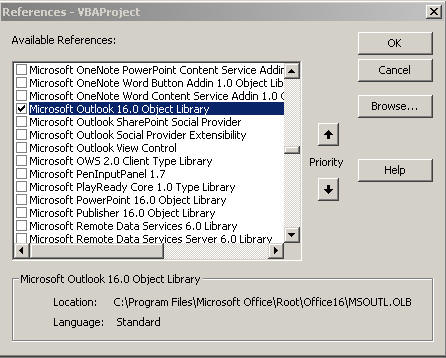 References - VBAProject
Available References:
OK
Microsoft OneNote PowerPoint Content Service Addin
Microsoft OneNote Word Button Addin 1.0 Object Lib
Cancel
Microsoft OneNote Word Content Service Addin 1.0 O
Microsoft Outlook 16.0 Object Library
Browse...
Microsoft Outlook SharePoint Social Provider
Microsoft Outlook Social Provider Extensibility
Microsoft Outlook View Control
Microsoft OWS 2.0 Client Type Library
Priority
Microsoft PenInputPanel 1.7
Help
Microsoft PlayReady Core 1.0 Type Library
Microsoft PowerPoint 16.0 Object Library
Microsoft Publisher 16.0 Object Library
Microsoft Remote Data Services 6.0 Library
Microsoft Remote Data Services Server 6.0 Library
Microsoft Outlook 16.0 Object Library
Location: C:\Program Files\Microsoft Office\Root\Office16\MSOUTL.OLB
Language: Standard